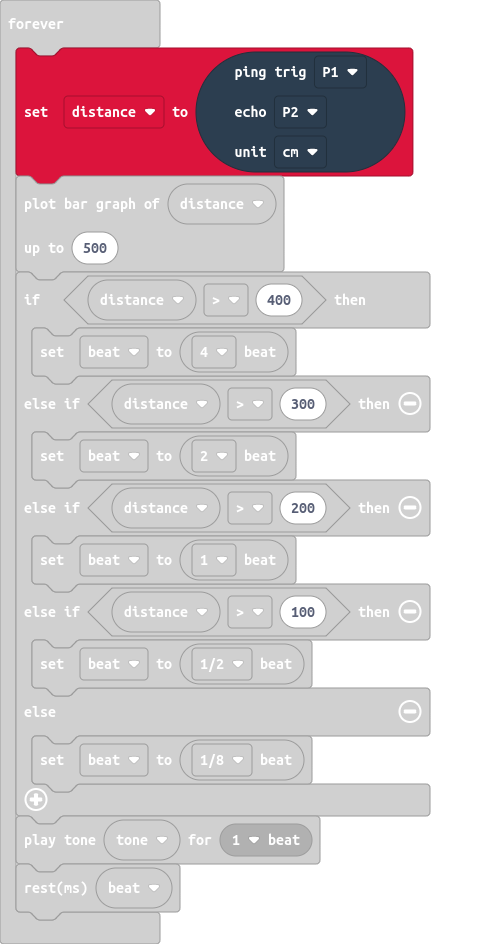 forever
ping trig P1
set distance to echo P2
unit cm
plot bar graph of distance
up to 500
if distance > 400 then
set beat to 4 beat
else if distance > 300 then
set beat to 2 beat
else if distance > 200 then
set beat to 1 beat
else if distance > 100 then
set beat to 1/2 beat
else
set beat to 1/8 beat
play tone tone for 1 beat
rest(ms) beat